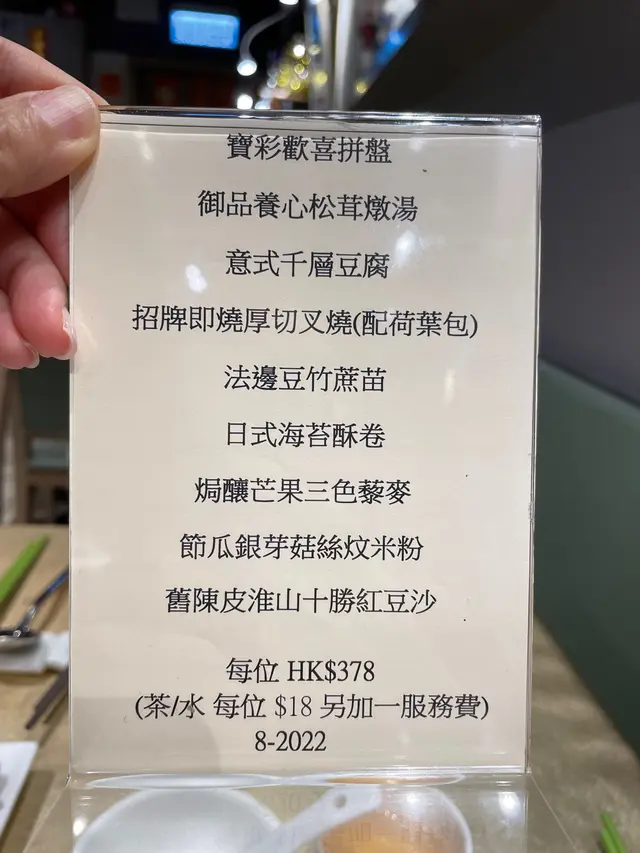 寶彩歡喜拼盤
御品養心松茸燉湯
意式千層豆腐
招牌即燒厚切叉燒(配荷葉包)
法邊豆竹蔗苗
日式海苔酥卷
焗釀芒果三色藜麥
節瓜銀芽菇絲炆米粉
舊陳皮淮山十勝紅豆沙
每位 HK$378
(茶/水 每位 $18 另加一服務費)
8-2022